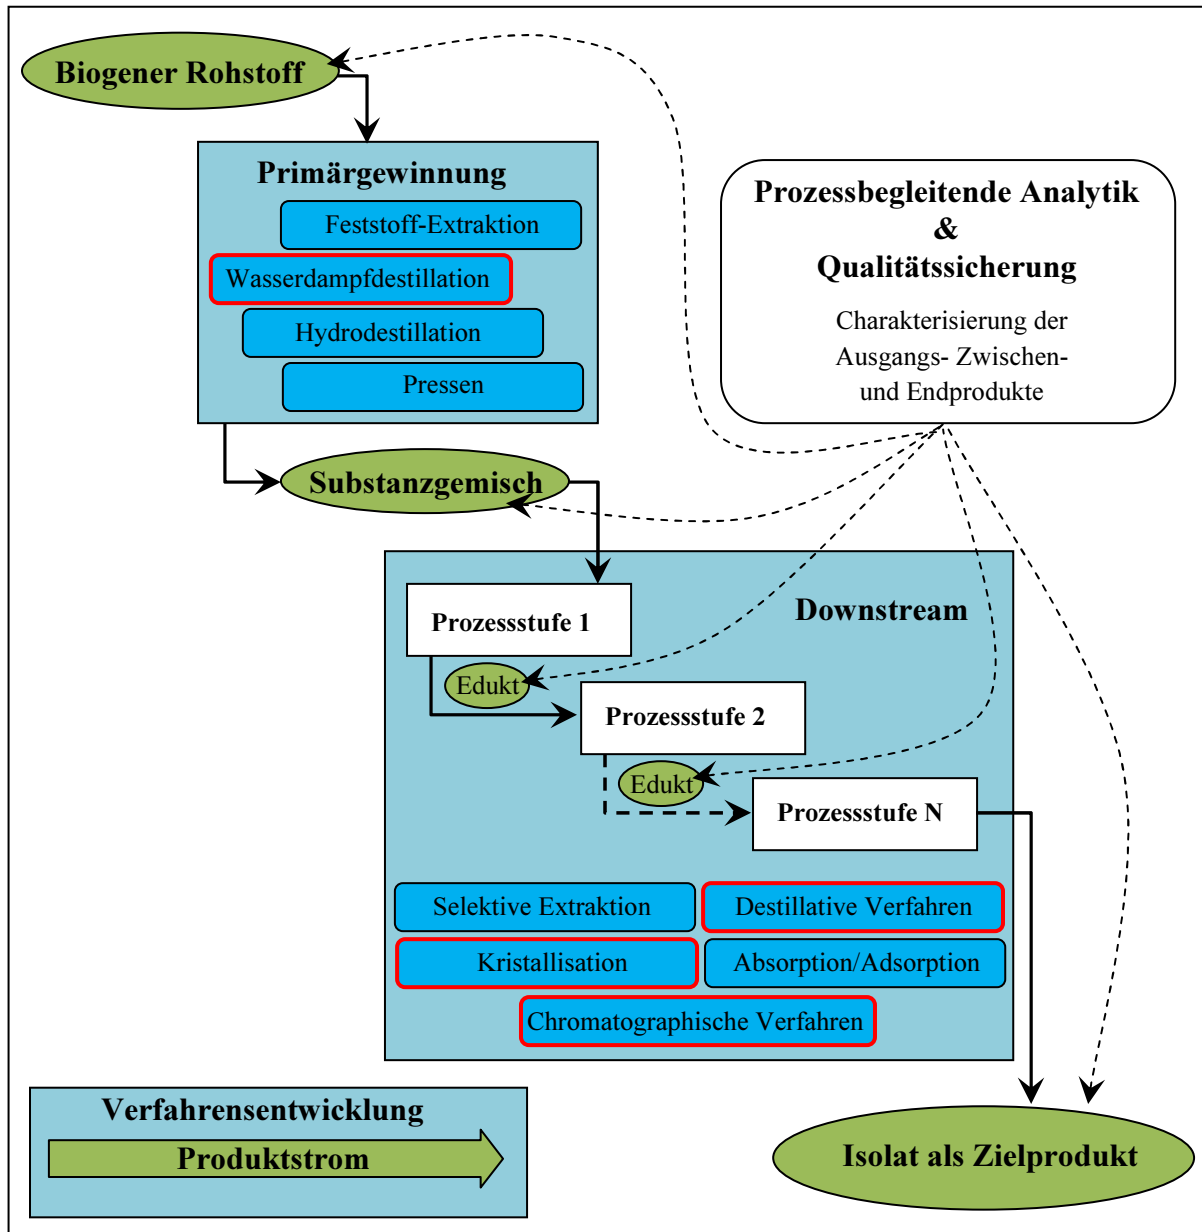 Biogener Rohstoff
Primärgewinnung
Feststoff-Extraktion
Wasserdampfdestillation
Hydrodestillation
Pressen
Prozessbegleitende Analytik
&
Qualitätssicherung
Charakterisierung der
Ausgangs- Zwischen-
und Endprodukte
Substanzgemisch
Downstream
Prozessstufe 1
Edukt
Prozessstufe 2
Edukt
Prozessstufe N
Selektive Extraktion
Destillative Verfahren
Kristallisation
Absorption/Adsorption
Chromatographische Verfahren
Verfahrensentwicklung
Produktstrom
Isolat als Zielprodukt